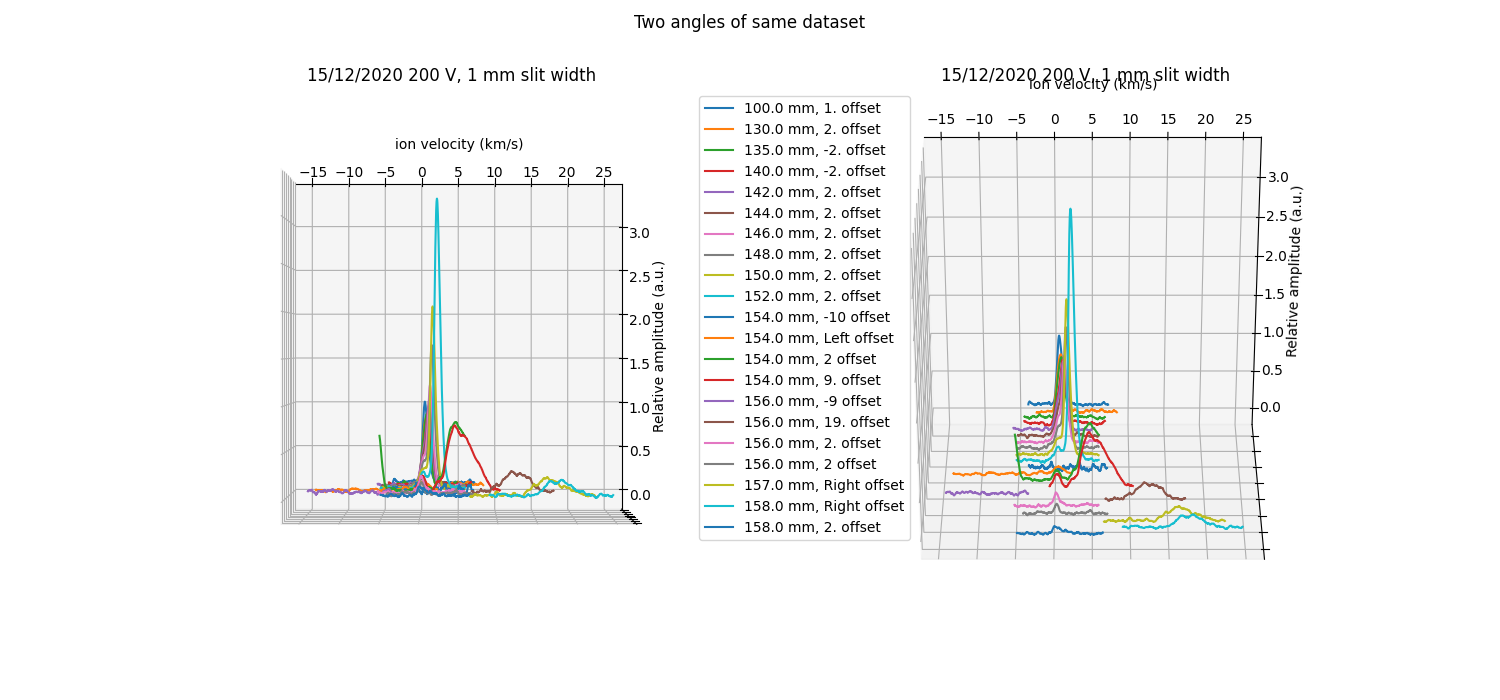 Two angles of same dataset
15/12/2020 200 V, 1 mm slit width
ion velocity (km/s)
−15 −10 −5 0 5 10 15 20 25
3.0
2.5
2.0
1.5
1.0
0.5
0.0
Relative amplitude (a.u.)
100.0 mm, 1. offset
130.0 mm, 2. offset
135.0 mm, -2. offset
140.0 mm, -2. offset
142.0 mm, 2. offset
144.0 mm, 2. offset
146.0 mm, 2. offset
148.0 mm, 2. offset
150.0 mm, 2. offset
152.0 mm, 2. offset
154.0 mm, -10 offset
154.0 mm, Left offset
154.0 mm, 2 offset
154.0 mm, 9. offset
156.0 mm, -9 offset
156.0 mm, 19. offset
156.0 mm, 2. offset
156.0 mm, 2 offset
157.0 mm, Right offset
158.0 mm, Right offset
158.0 mm, 2. offset
15/12/2020 200 V, 1 mm slit width
ion velocity (km/s)
−15 −10 −5 0 5 10 15 20 25
3.0
2.5
2.0
1.5
1.0
0.5
0.0
Relative amplitude (a.u.)